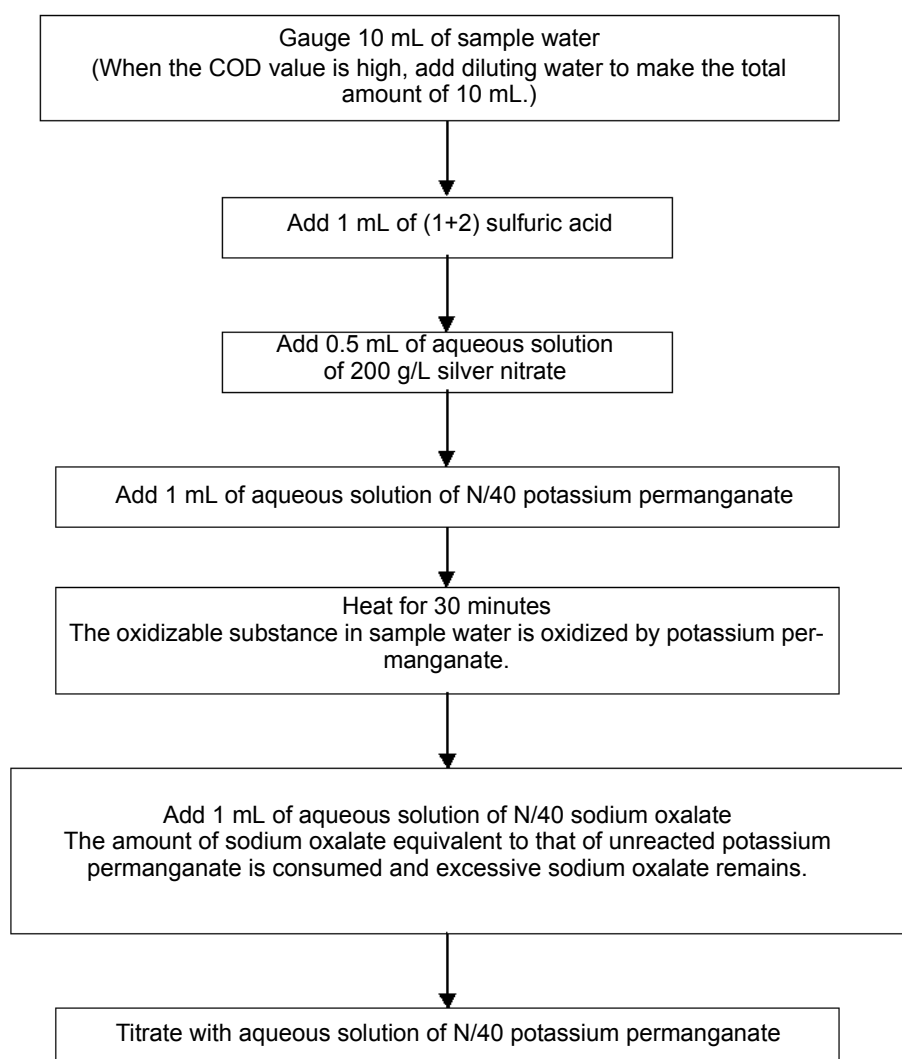 Gauge 10 mL of sample water
(When the COD value is high, add diluting water to make the total
amount of 10 mL.)
Add 1 mL of (1+2) sulfuric acid
Add 0.5 mL of aqueous solution
of 200 g/L silver nitrate
Add 1 mL of aqueous solution of N/40 potassium permanganate
Heat for 30 minutes
The oxidizable substance in sample water is oxidized by potassium per-
manganate.
Add 1 mL of aqueous solution of N/40 sodium oxalate
The amount of sodium oxalate equivalent to that of unreacted potassium
permanganate is consumed and excessive sodium oxalate remains.
Titrate with aqueous solution of N/40 potassium permanganate